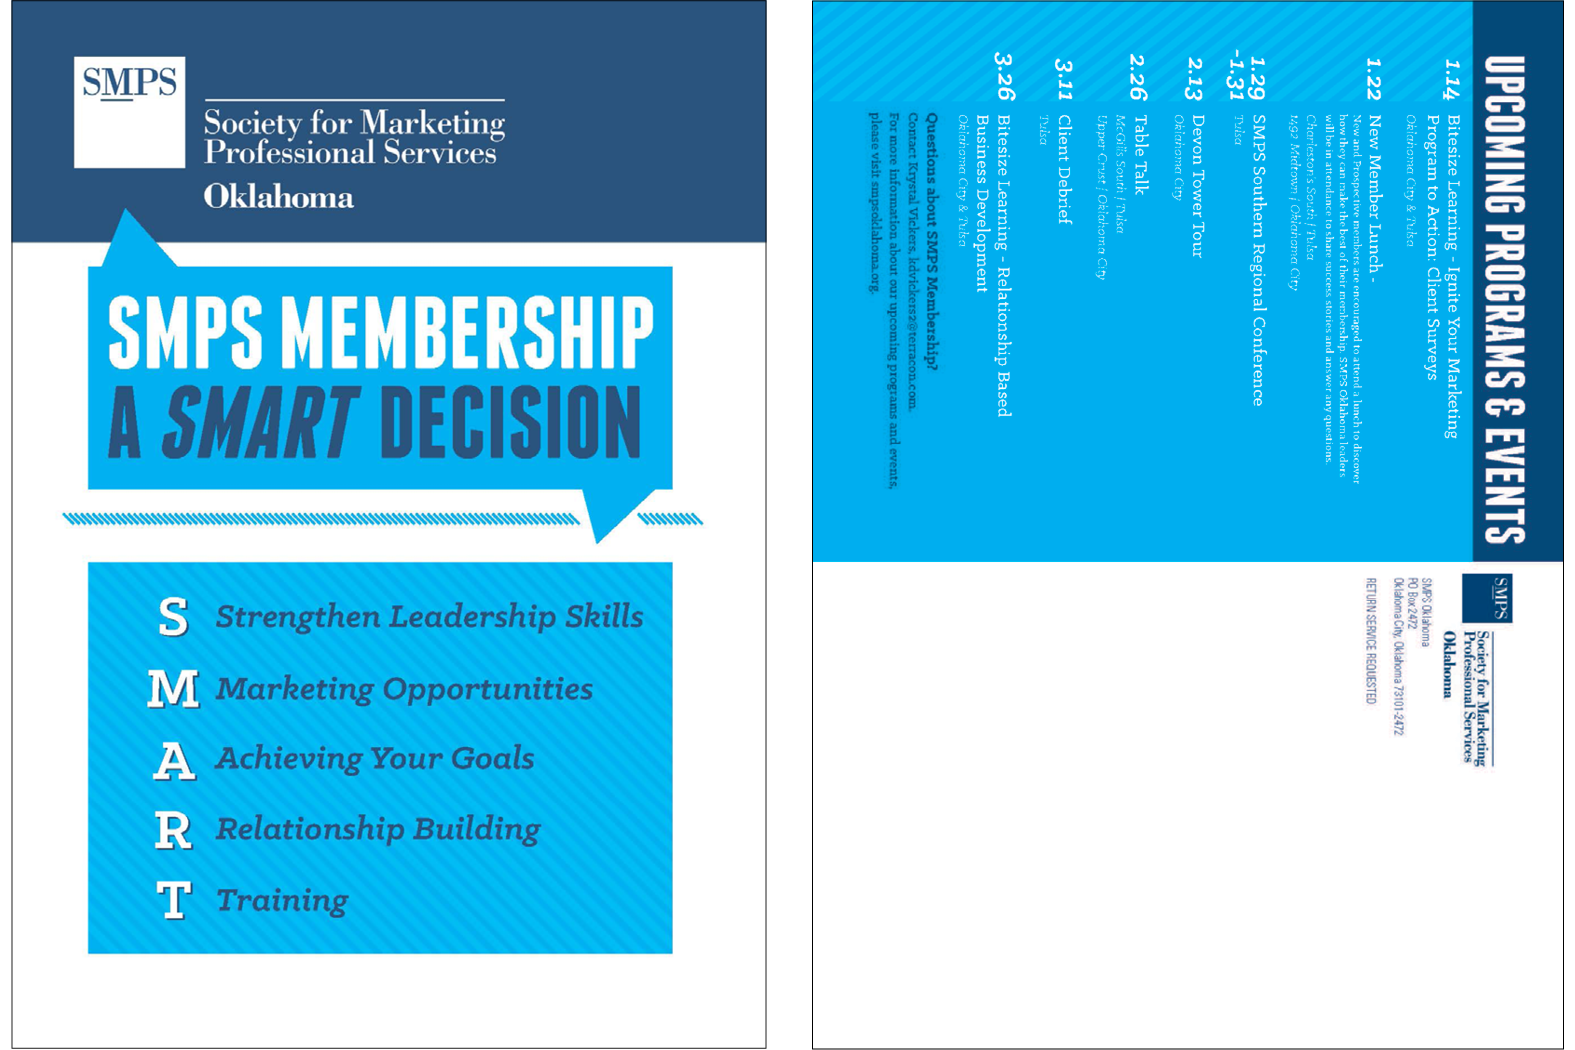 SMPS
Society for Marketing
Professional Services
Oklahoma
SMPS MEMBERSHIP
A SMART DECISION
S Strengthen Leadership Skills
M Marketing Opportunities
A Achieving Your Goals
R Relationship Building
T Training
UPCOMING PROGRAMS & EVENTS
1.14 Bitesize Learning - Ignite Your Marketing
Program to Action: Client Surveys
Oklahoma City & Tulsa
1.22 New Member Lunch -
New and Prospective members are encouraged to attend a lunch to discover
how they can make the best of their membership. SMPS Oklahoma leaders
will be in attendance to share success stories and answer any questions.
Charleston's South | Tulsa
1492 Midtown | Oklahoma City
1.29 SMPS Southern Regional Conference
-1.31 Tulsa
2.13 Devon Tower Tour
Oklahoma City
2.26 Table Talk
McGills South | Tulsa
Upper Crust | Oklahoma City
3.11 Client Debrief
Tulsa
3.26 Bitesize Learning - Relationship Based
Business Development
Oklahoma City & Tulsa
Questions about SMPS Membership?
Contact Krystal Vickers, kdvickers2@terracon.com.
For more information about our upcoming programs and events,
please visit smpsoklahoma.org.
SMPS
Society for Marketing
Professional Services
Oklahoma
SMPS Oklahoma
PO Box 2472
Oklahoma City, Oklahoma 73101-2472
RETURN SERVICE REQUESTED